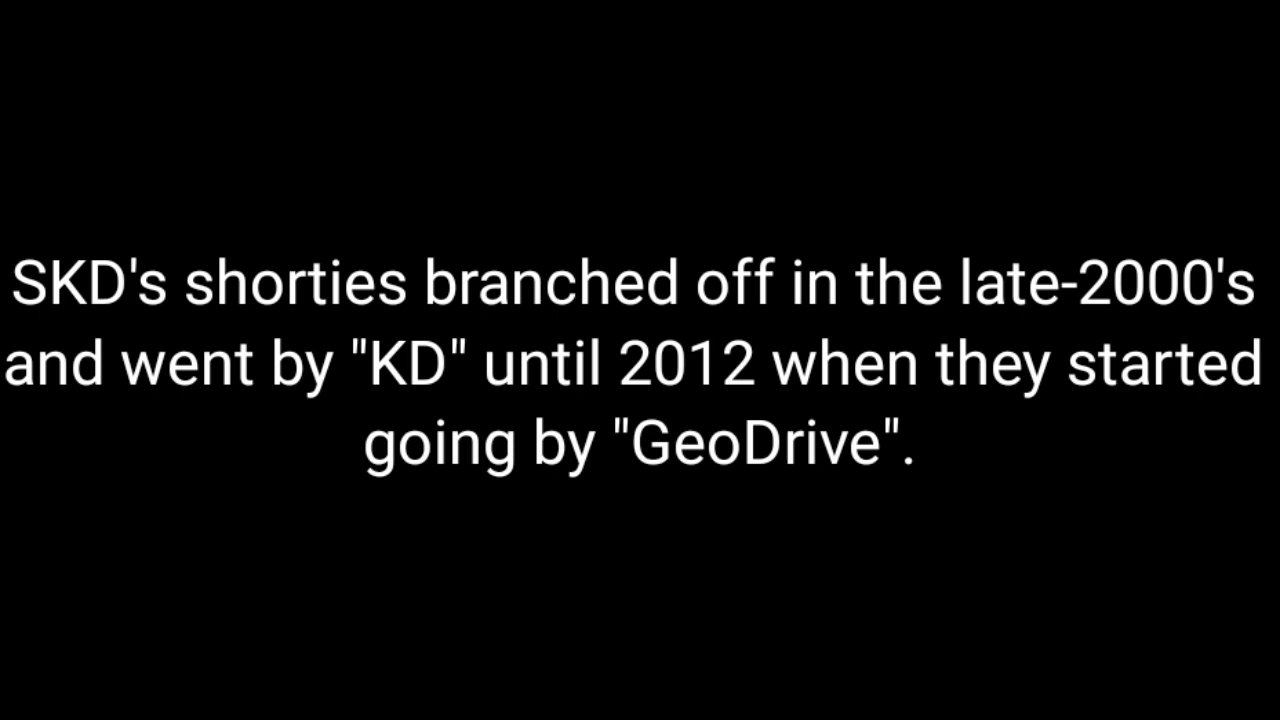 SKD's shorties branched off in the late-2000's
and went by "KD" until 2012 when they started
going by "GeoDrive".